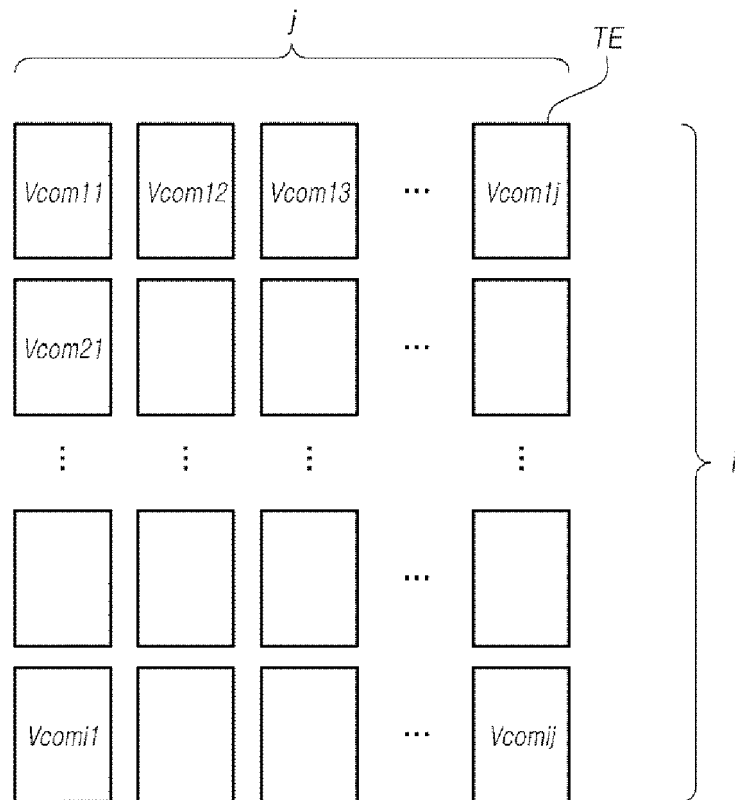 j
TE
Vcom11 Vcom12 Vcom13 ... Vcom1j
Vcom21 ...
... ... ... ...
...
i
Vcomi1 ... Vcomij